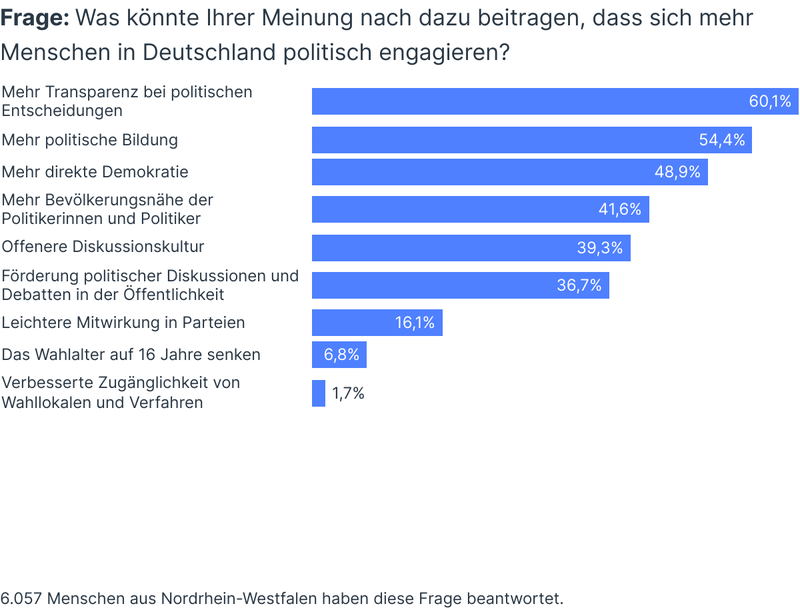 Frage: Was könnte Ihrer Meinung nach dazu beitragen, dass sich mehr
Menschen in Deutschland politisch engagieren?
Mehr Transparenz bei politischen
Entscheidungen
60,1%
Mehr politische Bildung
54,4%
Mehr direkte Demokratie
48,9%
Mehr Bevölkerungsnähe der
Politikerinnen und Politiker
41,6%
Offenere Diskussionskultur
39,3%
Förderung politischer Diskussionen und
Debatten in der Öffentlichkeit
36,7%
Leichtere Mitwirkung in Parteien
16,1%
Das Wahlalter auf 16 Jahre senken
6,8%
Verbesserte Zugänglichkeit von
Wahllokalen und Verfahren
1,7%
6.057 Menschen aus Nordrhein-Westfalen haben diese Frage beantwortet.